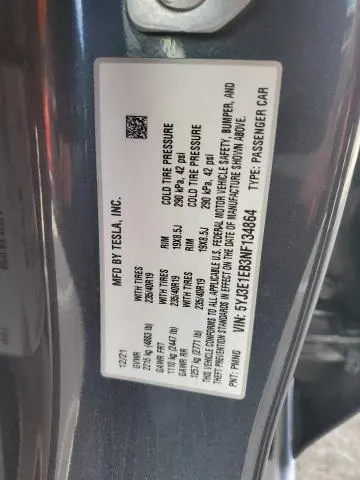 MFD BY TESLA, INC.
12/21
GVWR
2215 kg (4883 lb)
WITH TIRES
235/40R19
RIM
19X8.5J
COLD TIRE PRESSURE
290 kPa, 42 psi
GAWR FRT
1110 kg (2447 lb)
WITH TIRES
235/40R19
RIM
19X8.5J
COLD TIRE PRESSURE
290 kPa, 42 psi
GAWR RR
1257 kg (2771 lb)
THIS VEHICLE CONFORMS TO ALL APPLICABLE U.S. FEDERAL MOTOR VEHICLE SAFETY, BUMPER, AND
THEFT PREVENTION STANDARDS IN EFFECT ON THE DATE OF MANUFACTURE SHOWN ABOVE.
PNT: PMNG
VIN: 5YJ3E1EB3NF134864
TYPE: PASSENGER CAR